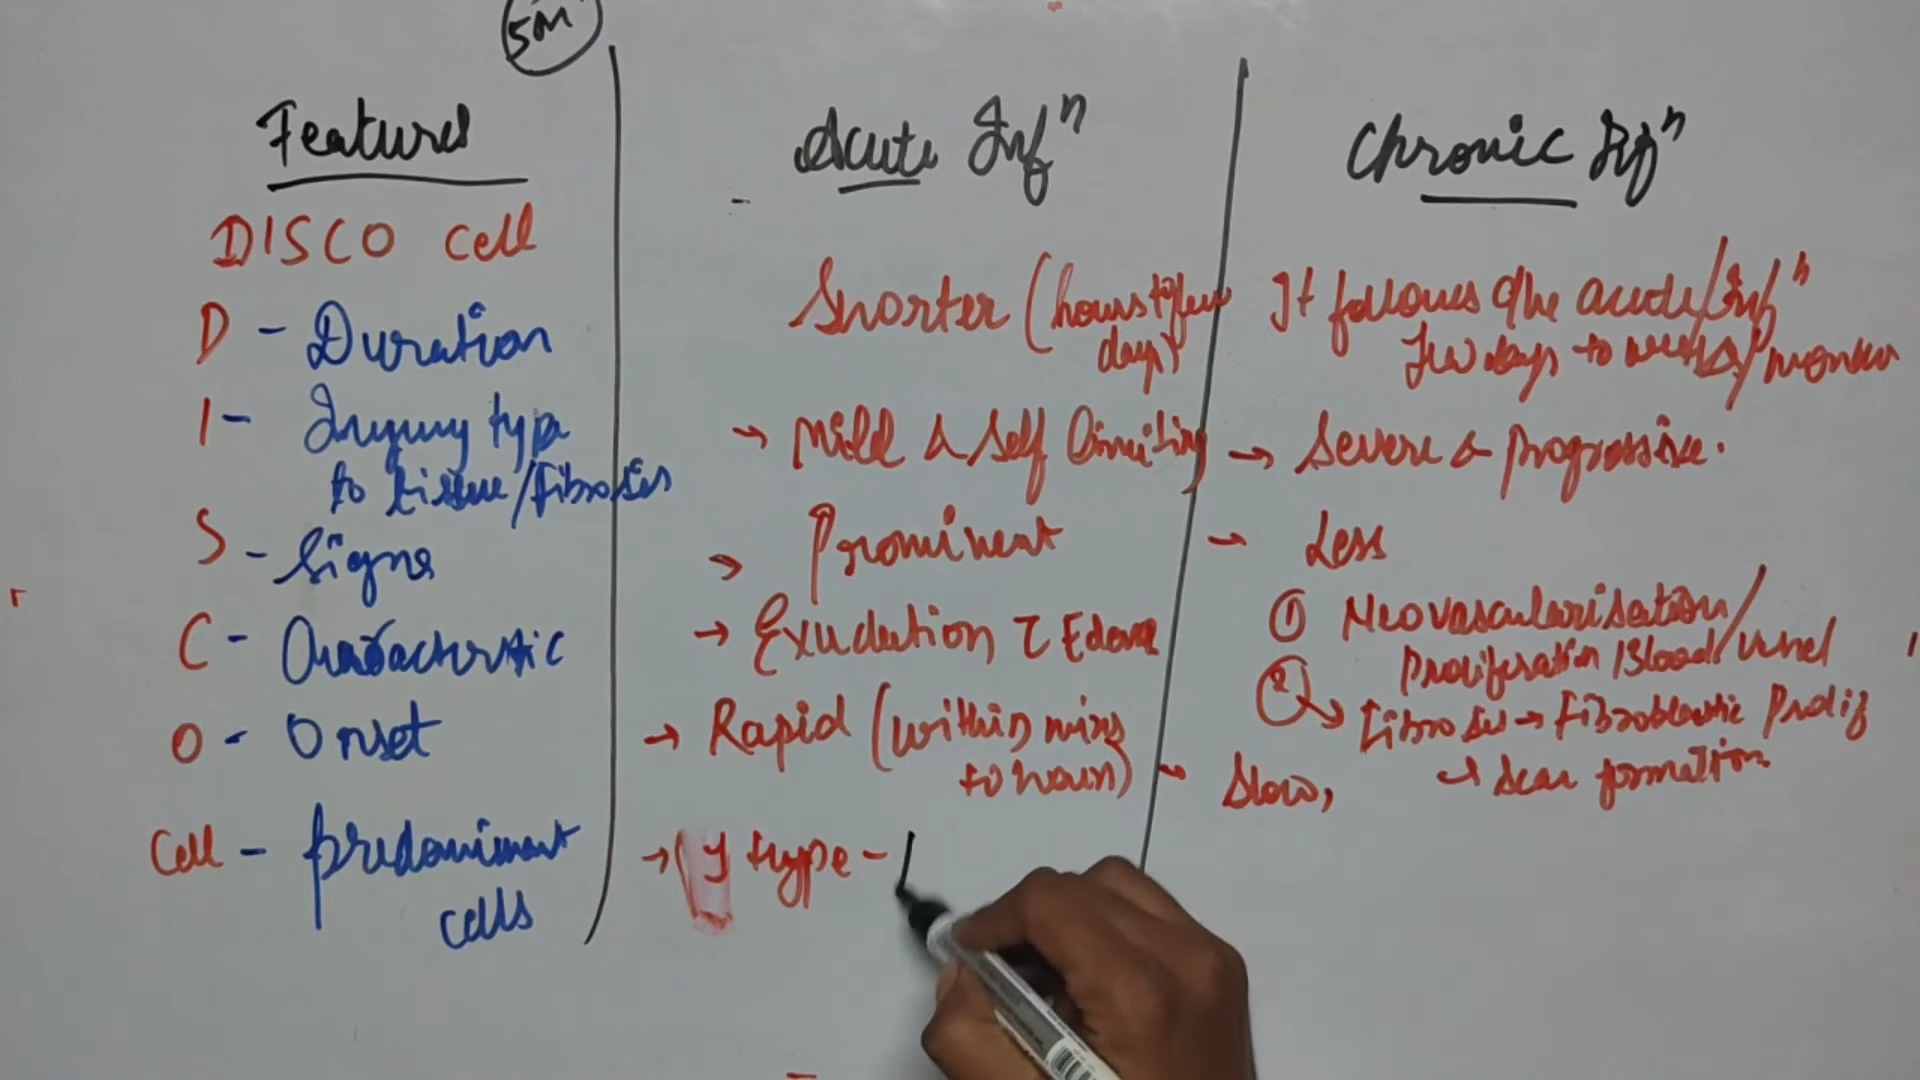 5M
Features
Acute Infⁿ
Chronic Infⁿ
DISCO Cell
D - Duration
Shorter (hours to few
days)
It follows the acute/Infⁿ
Few days to weeks/months
I - Injury type
to tissue/Fibrosis
→ Mild & Self limiting
→ Severe & Progressive.
S - Signs
→ Prominent
→ Less
C - Characteristic
→ Exudation c Edema
① Neovascularisation/
Proliferation Blood/Vessel
② → Fibrosis → Fibroblastic Prolif
→ Scar formation
O - Onset
→ Rapid (within mins
to hours)
→ Slow,
Cell - Predominant
cells
type -